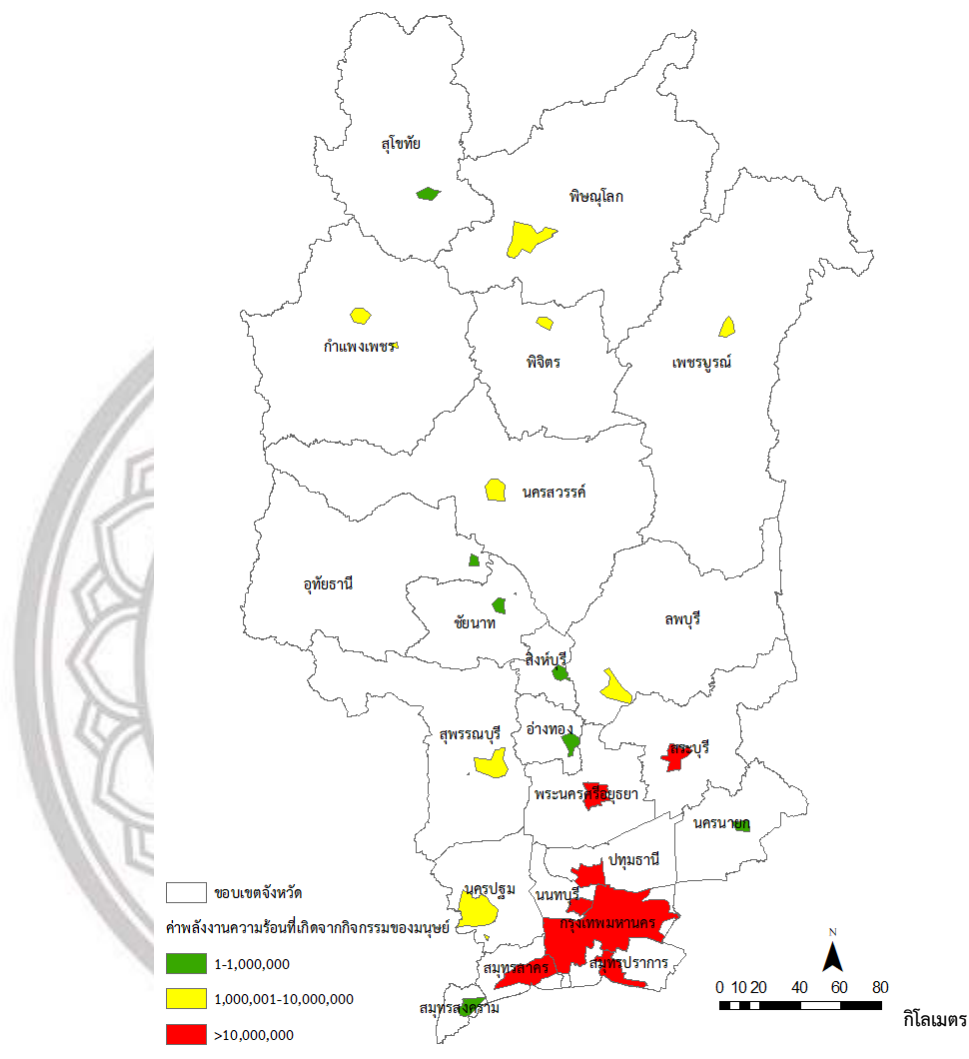 สุโขทัย
พิษณุโลก
กำแพงเพชร
พิจิตร
เพชรบูรณ์
นครสวรรค์
อุทัยธานี
ชัยนาท
ลพบุรี
สิงห์บุรี
สุพรรณบุรี
อ่างทอง
สระบุรี
พระนครศรีอยุธยา
นครนายก
ปทุมธานี
นครปฐม
นนทบุรี
กรุงเทพมหานคร
สมุทรสาคร
สมุทรปราการ
สมุทรสงคราม
ขอบเขตจังหวัด
ค่าพลังงานความร้อนที่เกิดจากกิจกรรมของมนุษย์
1-1,000,000
1,000,001-10,000,000
>10,000,000
N
0 10 20 40 60 80
กิโลเมตร